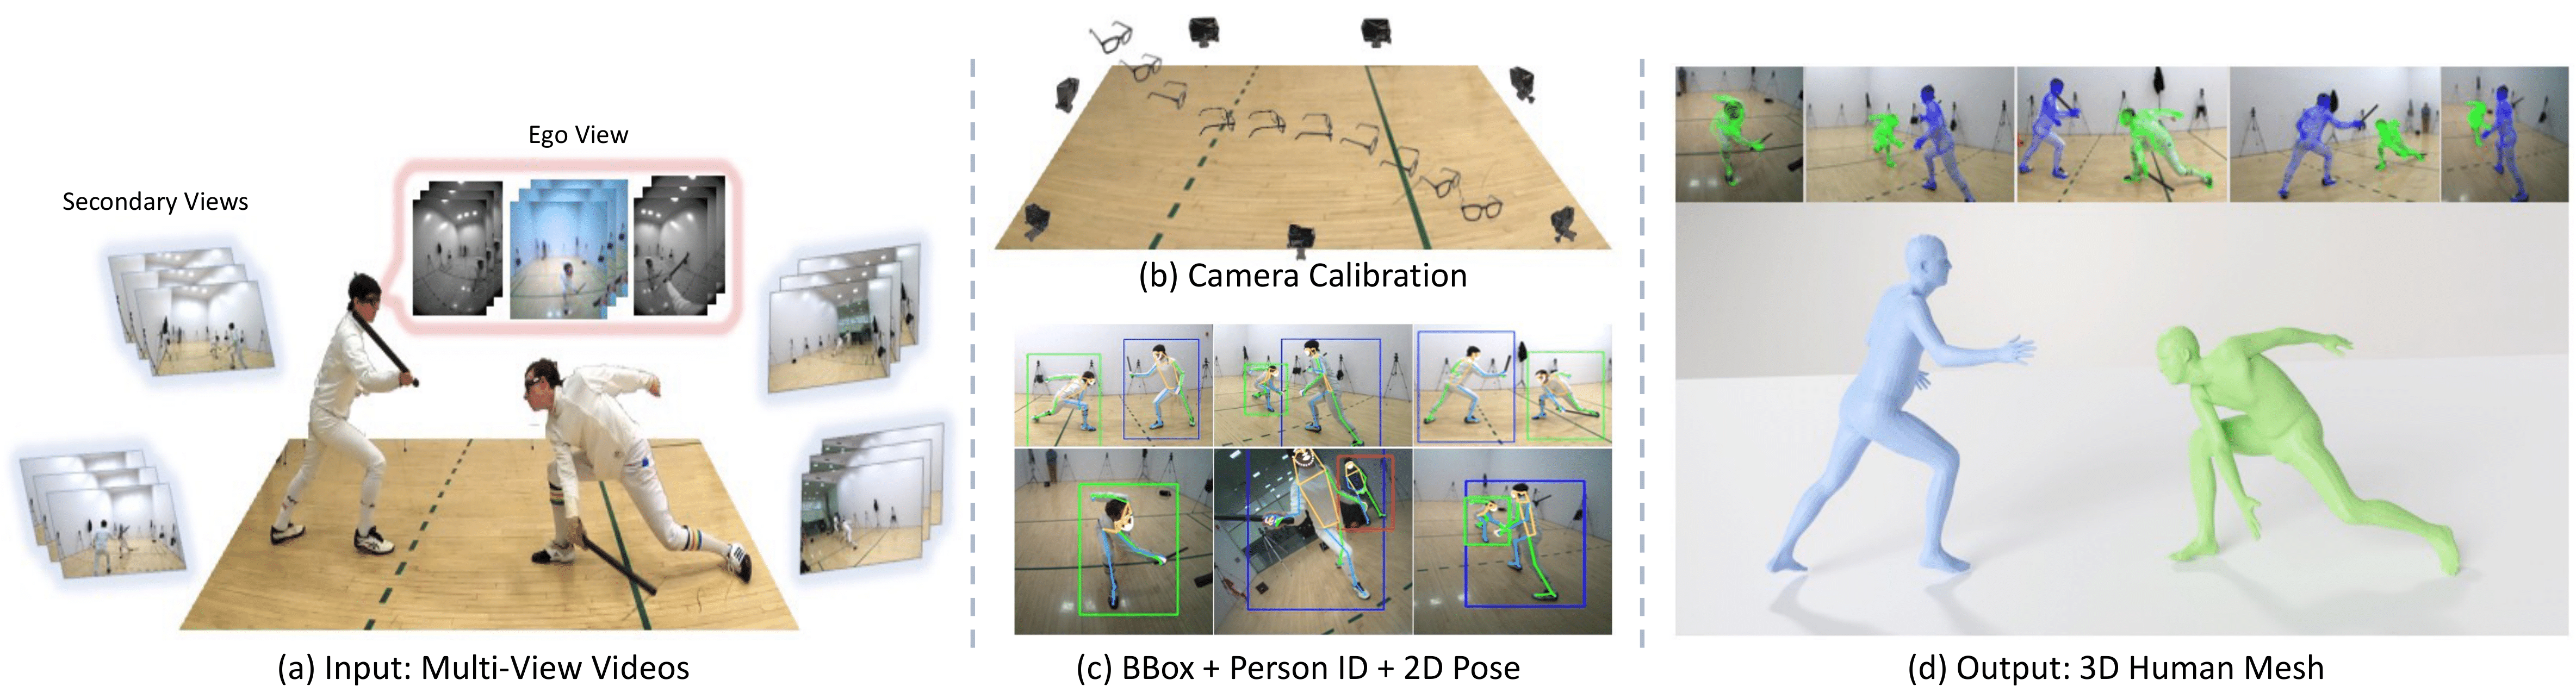 Secondary Views
Ego View
(a) Input: Multi-View Videos
(b) Camera Calibration
(c) BBox + Person ID + 2D Pose
(d) Output: 3D Human Mesh